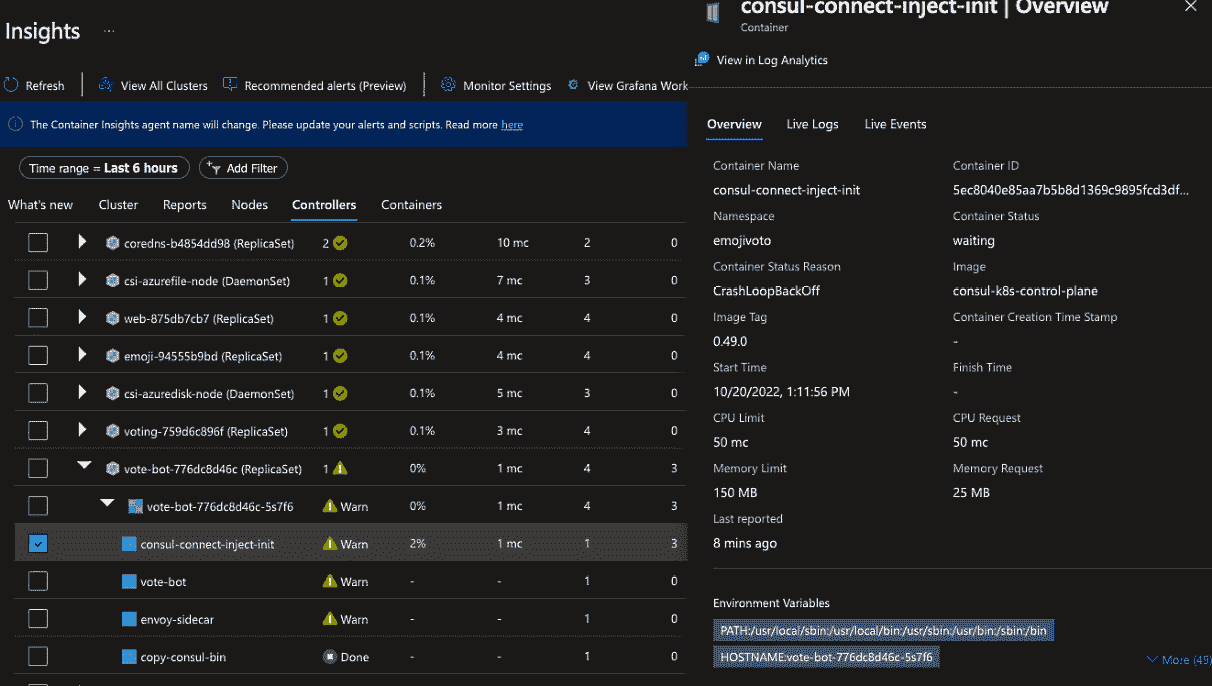 Insights ...
Refresh View All Clusters Recommended alerts (Preview) Monitor Settings View Grafana Work
The Container Insights agent name will change. Please update your alerts and scripts. Read more here
Time range = Last 6 hours Add Filter
What's new Cluster Reports Nodes Controllers Containers
coredns-b4854dd98 (ReplicaSet) 2 0.2% 10 mc 2 0
csi-azurefile-node (DaemonSet) 1 0.1% 7 mc 3 0
web-875db7cb7 (ReplicaSet) 1 0.1% 4 mc 4 0
emoji-94555b9bd (ReplicaSet) 1 0.1% 4 mc 4 0
csi-azuredisk-node (DaemonSet) 1 0.1% 5 mc 3 0
voting-759d6c896f (ReplicaSet) 1 0.1% 3 mc 4 0
vote-bot-776dc8d46c (ReplicaSet) 1 0% 1 mc 4 3
vote-bot-776dc8d46c-5s7f6 Warn 0% 1 mc 4 3
consul-connect-inject-init Warn 2% 1 mc 1 3
vote-bot Warn - - 1 0
envoy-sidecar Warn - - 1 0
copy-consul-bin Done - - 1 0
consul-connect-inject-init | Overview
Container
View in Log Analytics
Overview Live Logs Live Events
Container Name Container ID
consul-connect-inject-init 5ec8040e85aa7b5b8d1369c9895fcd3df...
Namespace Container Status
emojivoto waiting
Container Status Reason Image
CrashLoopBackOff consul-k8s-control-plane
Image Tag Container Creation Time Stamp
0.49.0 -
Start Time Finish Time
10/20/2022, 1:11:56 PM -
CPU Limit CPU Request
50 mc 50 mc
Memory Limit Memory Request
150 MB 25 MB
Last reported
8 mins ago
Environment Variables
PATH:/usr/local/sbin:/usr/local/bin:/usr/sbin:/usr/bin:/sbin:/bin
HOSTNAME:vote-bot-776dc8d46c-5s7f6
More (49)